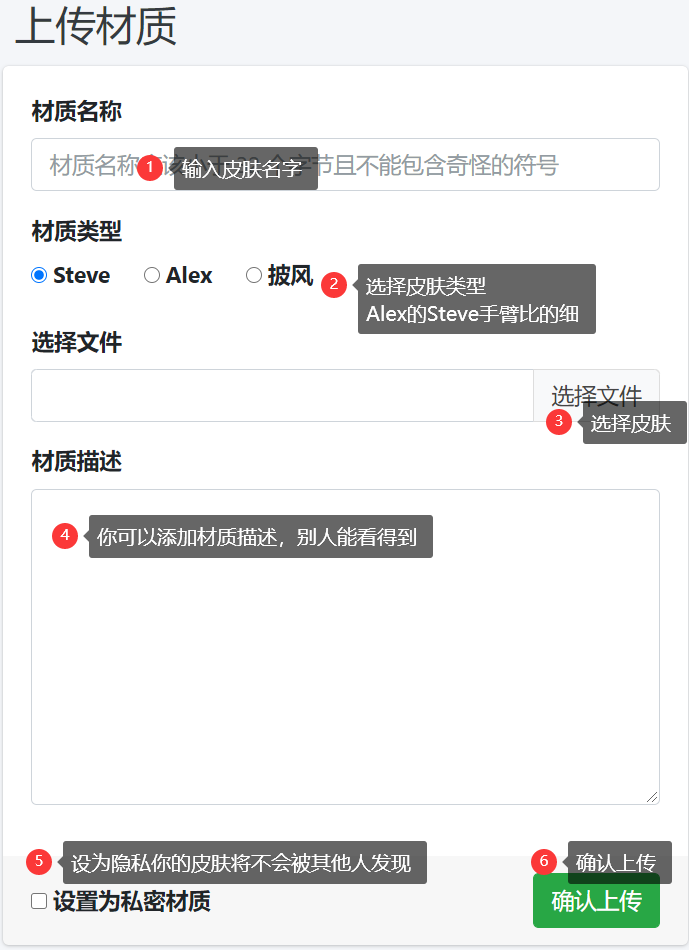 上传材质
材质名称
材质名称 节且不能包含奇怪的符号
1 输入皮肤名字
材质类型
Steve Alex 披风
2 选择皮肤类型
Alex的Steve手臂比的细
选择文件
选择文件
3 选择皮肤
材质描述
4 你可以添加材质描述，别人能看得到
5 设为隐私你的皮肤将不会被其他人发现
6 确认上传
设置为私密材质
确认上传